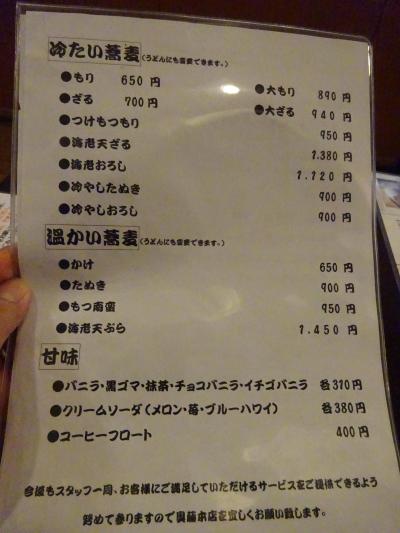 冷たい蕎麦(うどんにも変更できます。)
●もり 650 円 ●大もり 890 円
●ざる 700円 ●大ざる 940 円
●つけもつもり 950 円
●海老天ざる 1.380 円
●海老おろし 1.120 円
●冷やしたぬき 900 円
●冷やしおろし 900 円
温かい蕎麦(うどんにも変更できます。)
●かけ 650 円
●たぬき 900 円
●もつ南蛮 950 円
●海老天ぷら 1.450 円
甘味
●バニラ・黒ゴマ・抹茶・チョコバニラ・イチゴバニラ 各310円
●クリームソーダ(メロン・苺・ブルーハワイ) 各380円
●コーヒーフロート 400 円
今後もスタッフ一同、お客様にご満足していただけるサービスをご提供できるよう
努めて参りますので與藤本店を宜しくお願い致します。